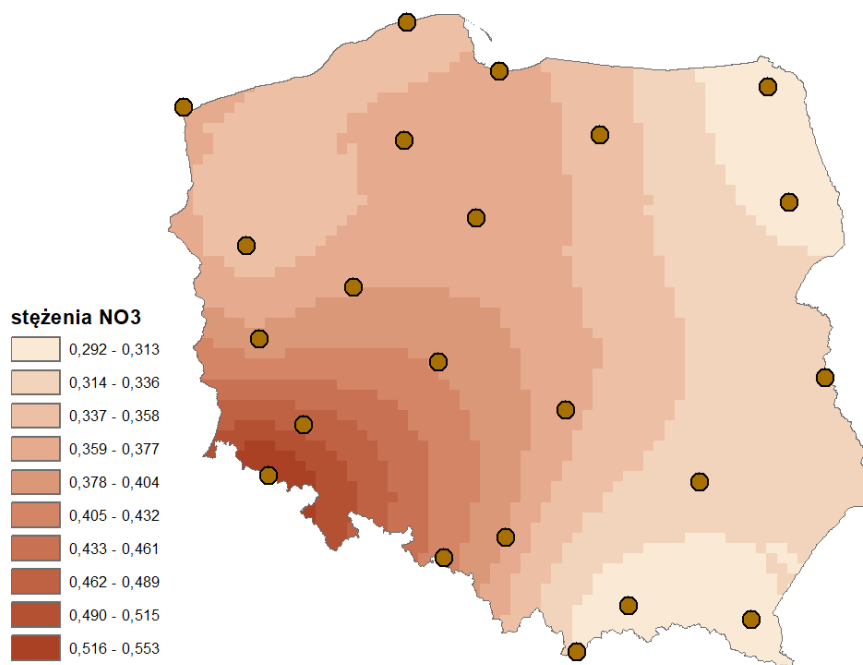 stężenia NO3
0,292 - 0,313
0,314 - 0,336
0,337 - 0,358
0,359 - 0,377
0,378 - 0,404
0,405 - 0,432
0,433 - 0,461
0,462 - 0,489
0,490 - 0,515
0,516 - 0,553